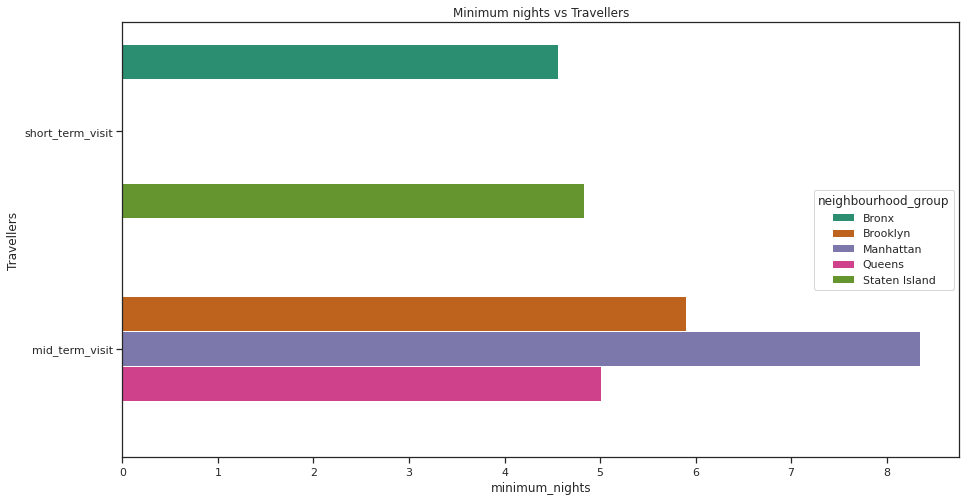 Minimum nights vs Travellers
Travellers
short_term_visit
mid_term_visit
neighbourhood_group
Bronx
Brooklyn
Manhattan
Queens
Staten Island
0 1 2 3 4 5 6 7 8
minimum_nights